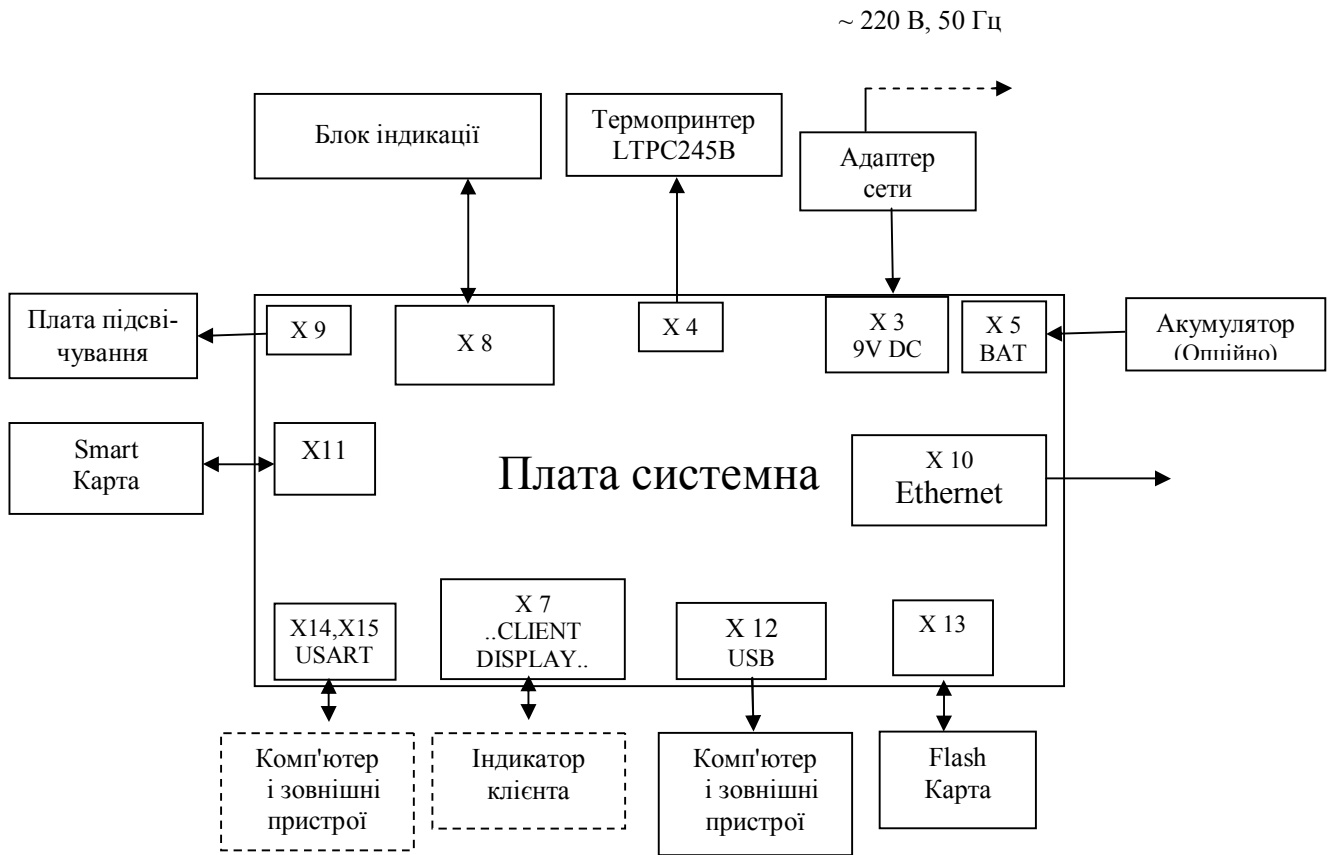 ~ 220 В, 50 Гц
Блок індикації
Термопринтер
LTPC245B
Адаптер
сети
Плата підсві-
чування
X 9
X 8
X 4
X 3
9V DC
X 5
BAT
Акумулятор
(Опційно)
Smart
Карта
X11
Плата системна
X 10
Ethernet
X14,X15
USART
X 7
..CLIENT
DISPLAY..
X 12
USB
X 13
Комп'ютер
і зовнішні
пристрої
Індикатор
клієнта
Комп'ютер
і зовнішні
пристрої
Flash
Карта